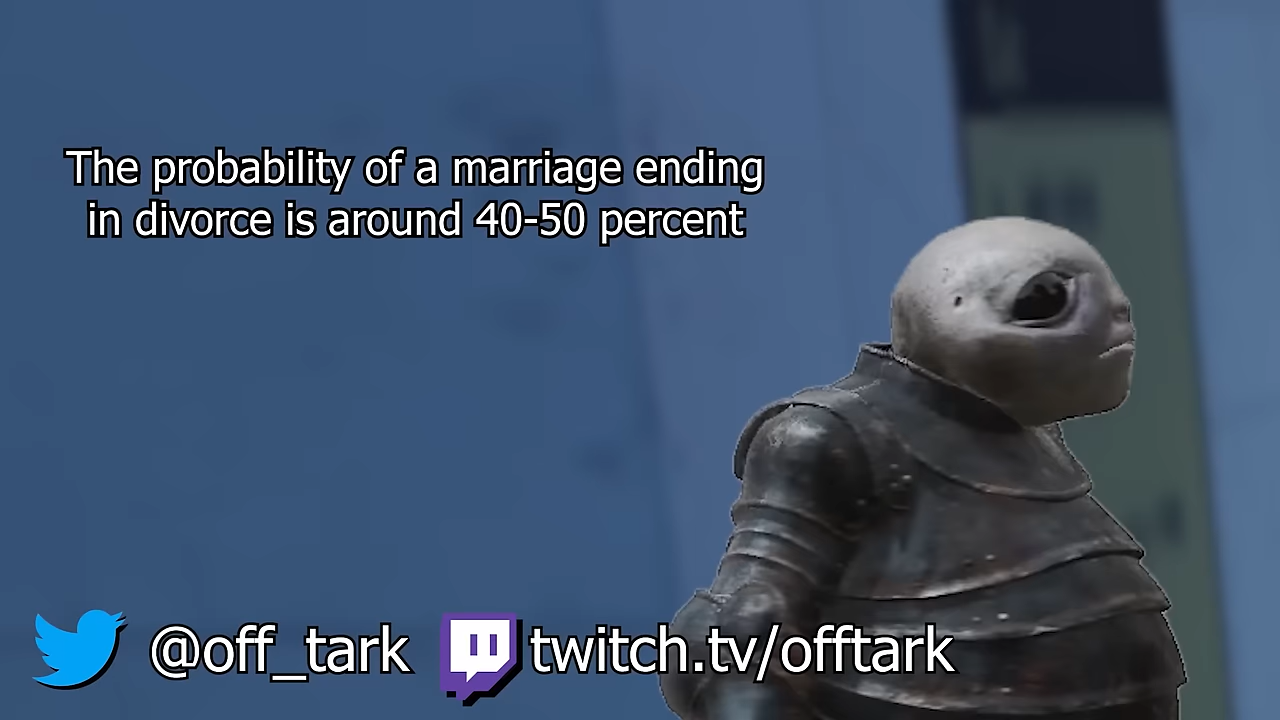 The probability of a marriage ending
in divorce is around 40-50 percent
@off_tark twitch.tv/offtark